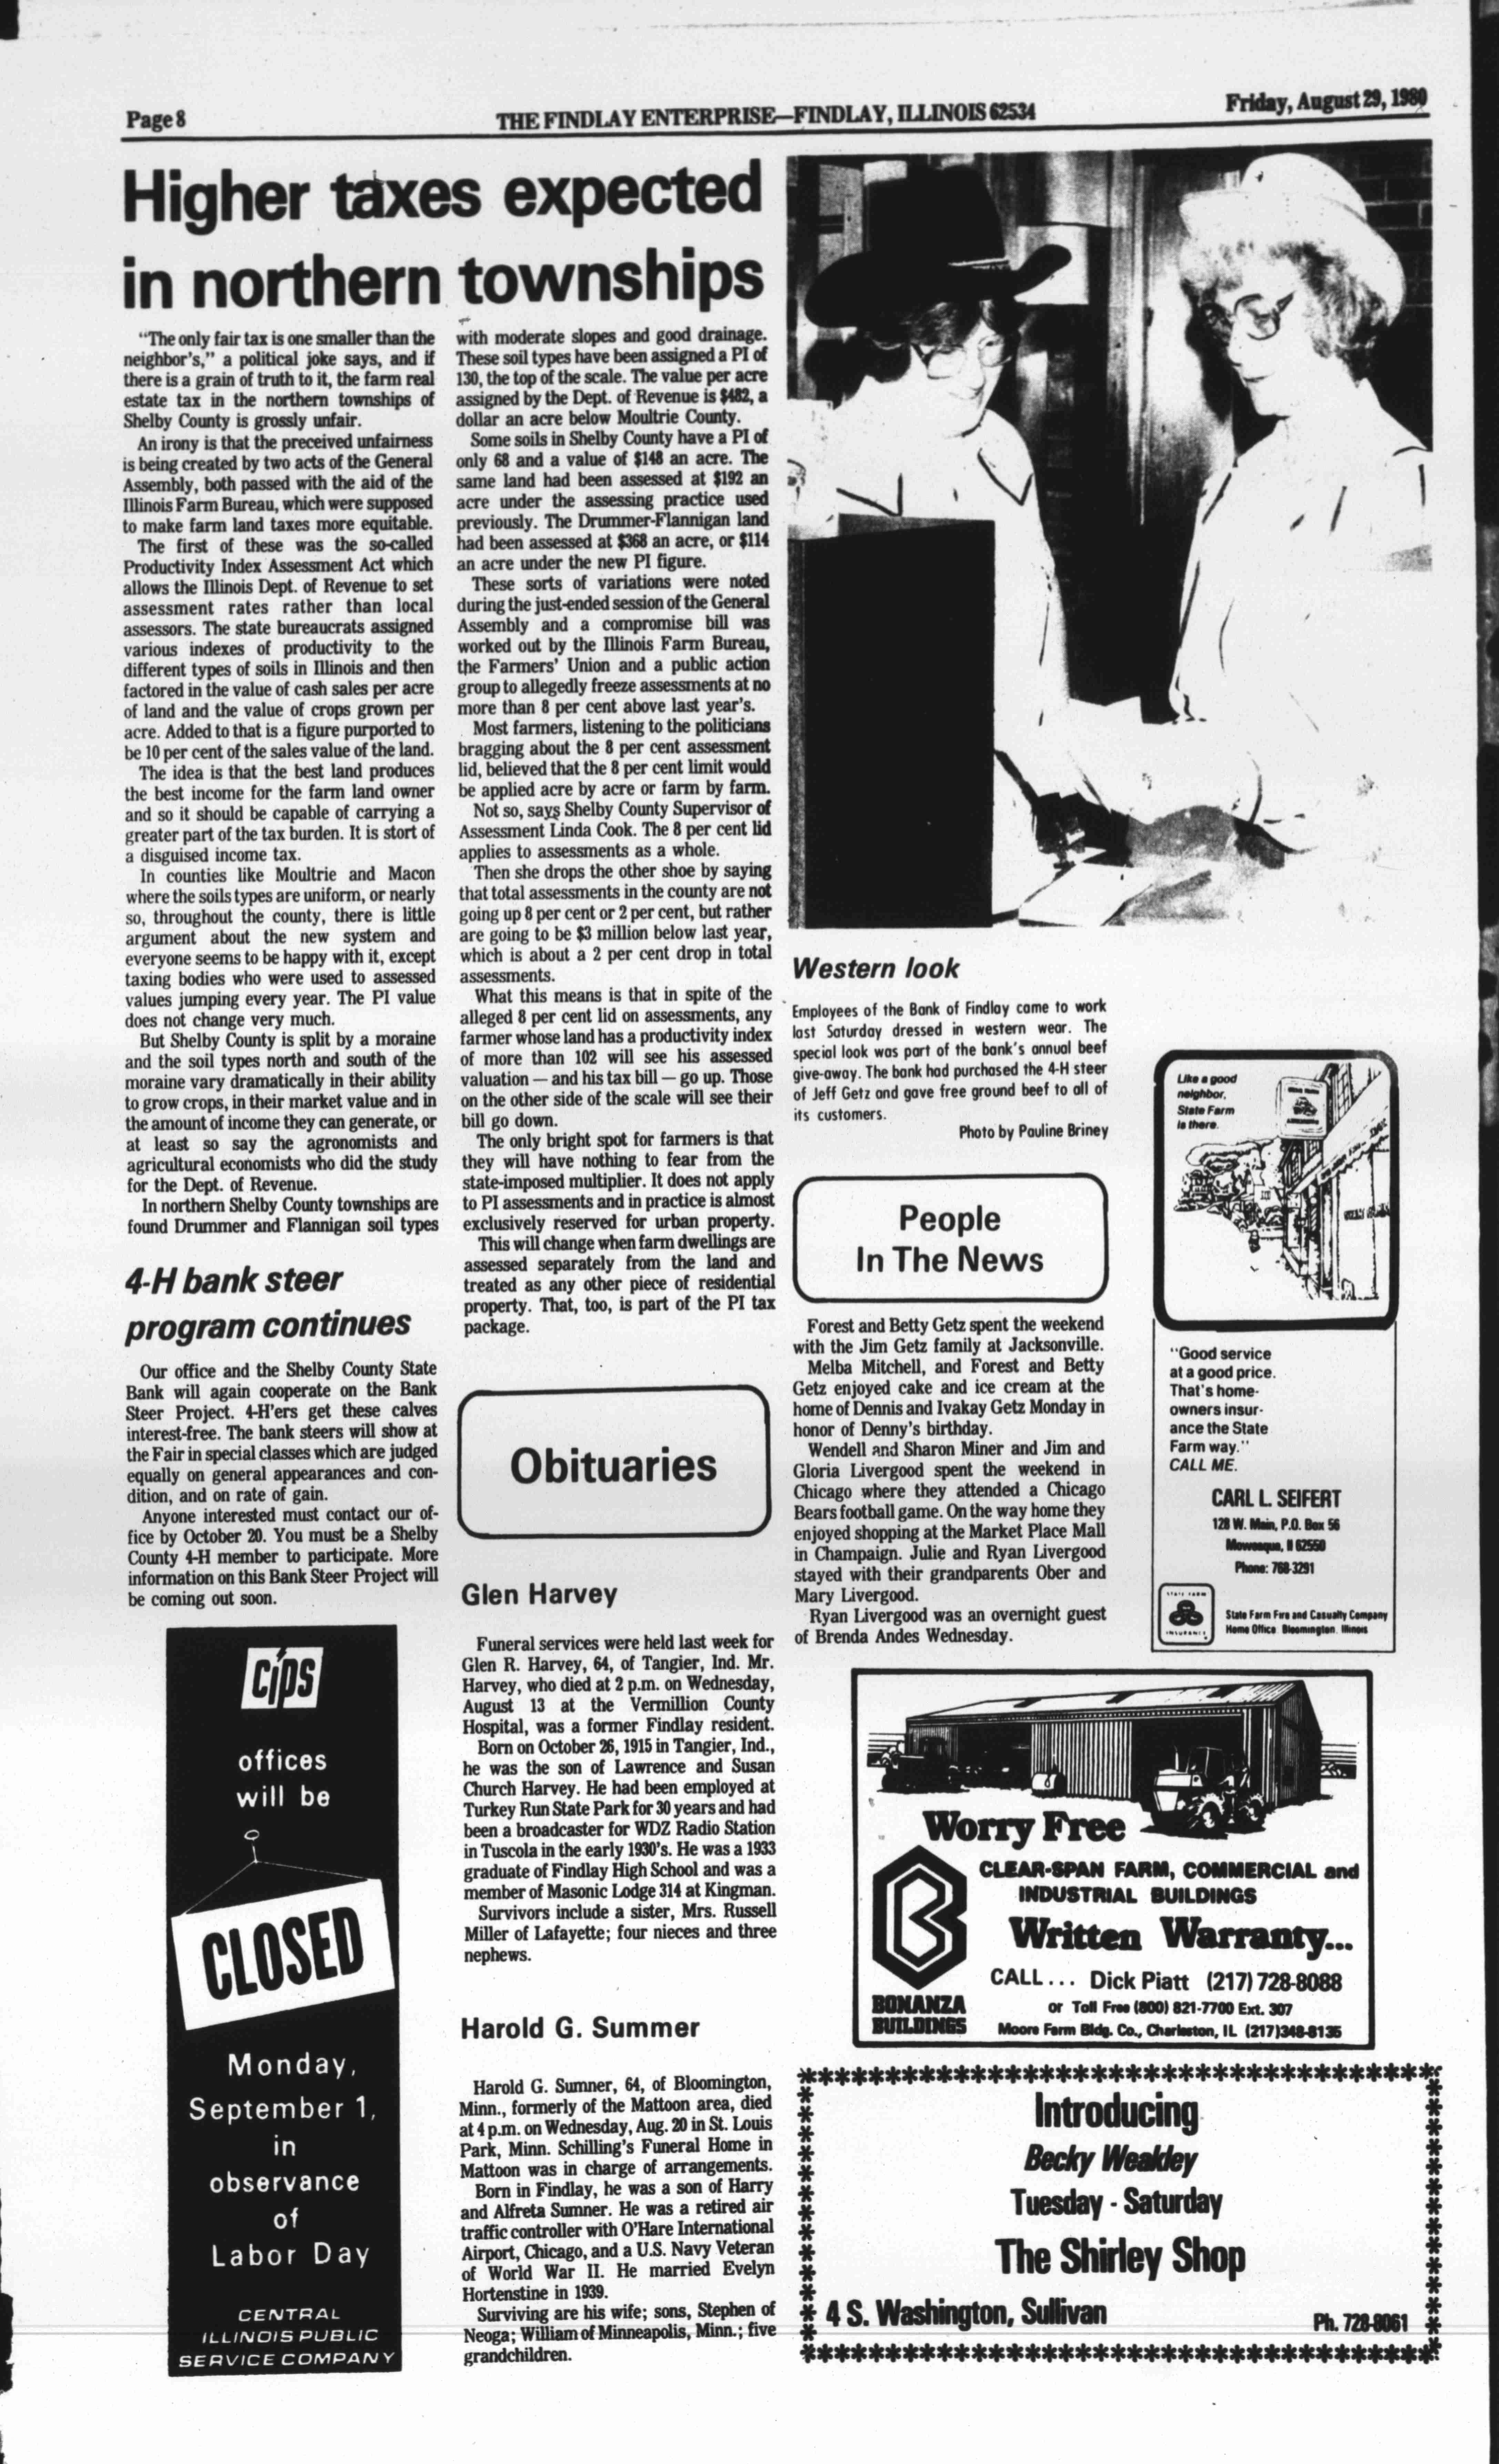 Page 8
THE FINDLAY ENTERPRISE—FINDLAY, ILLINOIS 62534
Friday, August 29, 1980
Higher taxes expected
in northern townships
"The only fair tax is one smaller than the
neighbor's," a political joke says, and if
there is a grain of truth to it, the farm real
estate tax in the northern townships of
Shelby County is grossly unfair.
An irony is that the preceived unfairness
is being created by two acts of the General
Assembly, both passed with the aid of the
Illinois Farm Bureau, which were supposed
to make farm land taxes more equitable.
The first of these was the so-called
Productivity Index Assessment Act which
allows the Illinois Dept. of Revenue to set
assessment rates rather than local
assessors. The state bureaucrats assigned
various indexes of productivity to the
different types of soils in Illinois and then
factored in the value of cash sales per acre
of land and the value of crops grown per
acre. Added to that is a figure purported to
be 10 per cent of the sales value of the land.
The idea is that the best land produces
the best income for the farm land owner
and so it should be capable of carrying a
greater part of the tax burden. It is stort of
a disguised income tax.
In counties like Moultrie and Macon
where the soils types are uniform, or nearly
so, throughout the county, there is little
argument about the new system and
everyone seems to be happy with it, except
taxing bodies who were used to assessed
values jumping every year. The PI value
does not change very much.
But Shelby County is split by a moraine
and the soil types north and south of the
moraine vary dramatically in their ability
to grow crops, in their market value and in
the amount of income they can generate, or
at least so say the agronomists and
agricultural economists who did the study
for the Dept. of Revenue.
In northern Shelby County townships are
found Drummer and Flannigan soil types
with moderate slopes and good drainage.
These soil types have been assigned a PI of
130, the top of the scale. The value per acre
assigned by the Dept. of Revenue is $482, a
dollar an acre below Moultrie County.
Some soils in Shelby County have a PI of
only 68 and a value of $148 an acre. The
same land had been assessed at $192 an
acre under the assessing practice used
previously. The Drummer-Flannigan land
had been assessed at $368 an acre, or $114
an acre under the new PI figure.
These sorts of variations were noted
during the just-ended session of the General
Assembly and a compromise bill was
worked out by the Illinois Farm Bureau,
the Farmers' Union and a public action
group to allegedly freeze assessments at no
more than 8 per cent above last year's.
Most farmers, listening to the politicians
bragging about the 8 per cent assessment
lid, believed that the 8 per cent limit would
be applied acre by acre or farm by farm.
Not so, says Shelby County Supervisor of
Assessment Linda Cook. The 8 per cent lid
applies to assessments as a whole.
Then she drops the other shoe by saying
that total assessments in the county are not
going up 8 per cent or 2 per cent, but rather
are going to be $3 million below last year,
which is about a 2 per cent drop in total
assessments.
What this means is that in spite of the
alleged 8 per cent lid on assessments, any
farmer whose land has a productivity index
of more than 102 will see his assessed
valuation — and his tax bill — go up. Those
on the other side of the scale will see their
bill go down.
The only bright spot for farmers is that
they will have nothing to fear from the
state-imposed multiplier. It does not apply
to PI assessments and in practice is almost
exclusively reserved for urban property.
This will change when farm dwellings are
assessed separately from the land and
treated as any other piece of residential
property. That, too, is part of the PI tax
package.
4-H bank steer
program continues
Our office and the Shelby County State
Bank will again cooperate on the Bank
Steer Project. 4-H'ers get these calves
interest-free. The bank steers will show at
the Fair in special classes which are judged
equally on general appearances and con-
dition, and on rate of gain.
Anyone interested must contact our of-
fice by October 20. You must be a Shelby
County 4-H member to participate. More
information on this Bank Steer Project will
be coming out soon.
cips
offices
will be
CLOSED
Monday,
September 1,
in
observance
of
Labor Day
CENTRAL
ILLINOIS PUBLIC
SERVICE COMPANY
Obituaries
Glen Harvey
Funeral services were held last week for
Glen R. Harvey, 64, of Tangier, Ind. Mr.
Harvey, who died at 2 p.m. on Wednesday,
August 13 at the Vermillion County
Hospital, was a former Findlay resident.
Born on October 26, 1915 in Tangier, Ind.,
he was the son of Lawrence and Susan
Church Harvey. He had been employed at
Turkey Run State Park for 30 years and had
been a broadcaster for WDZ Radio Station
in Tuscola in the early 1930's. He was a 1933
graduate of Findlay High School and was a
member of Masonic Lodge 314 at Kingman.
Survivors include a sister, Mrs. Russell
Miller of Lafayette; four nieces and three
nephews.
Harold G. Summer
Harold G. Sumner, 64, of Bloomington,
Minn., formerly of the Mattoon area, died
at 4 p.m. on Wednesday, Aug. 20 in St. Louis
Park, Minn. Schilling's Funeral Home in
Mattoon was in charge of arrangements.
Born in Findlay, he was a son of Harry
and Alfreta Sumner. He was a retired air
traffic controller with O'Hare International
Airport, Chicago, and a U.S. Navy Veteran
of World War II. He married Evelyn
Hortenstine in 1939.
Surviving are his wife; sons, Stephen of
Neoga; William of Minneapolis, Minn.; five
grandchildren.
Western look
Employees of the Bank of Findlay came to work
last Saturday dressed in western wear. The
special look was part of the bank's annual beef
give-away. The bank had purchased the 4-H steer
of Jeff Getz and gave free ground beef to all of
its customers.
Photo by Pauline Briney
People
In The News
Forest and Betty Getz spent the weekend
with the Jim Getz family at Jacksonville.
Melba Mitchell, and Forest and Betty
Getz enjoyed cake and ice cream at the
home of Dennis and Ivakay Getz Monday in
honor of Denny's birthday.
Wendell and Sharon Miner and Jim and
Gloria Livergood spent the weekend in
Chicago where they attended a Chicago
Bears football game. On the way home they
enjoyed shopping at the Market Place Mall
in Champaign. Julie and Ryan Livergood
stayed with their grandparents Ober and
Mary Livergood.
Ryan Livergood was an overnight guest
of Brenda Andes Wednesday.
Like a good
neighbor,
State Farm
is there.
"Good service
at a good price.
That's home-
owners insur-
ance the State
Farm way."
CALL ME.
CARL L. SEIFERT
128 W. Main, P.O. Box 56
Moweaqua, Il 62550
Phone: 768-3291
STATE FARM
INSURANCE
State Farm Fire and Casualty Company
Home Office Bloomington, Illinois
Worry Free
CLEAR-SPAN FARM, COMMERCIAL and
INDUSTRIAL BUILDINGS
Written Warranty...
CALL... Dick Piatt (217) 728-8088
or Toll Free (800) 821-7700 Ext. 307
Moore Farm Bldg. Co., Charleston, IL (217)348-8135
BONANZA
BUILDINGS
Introducing
Becky Weakley
Tuesday - Saturday
The Shirley Shop
4 S. Washington, Sullivan
Ph. 728-8061